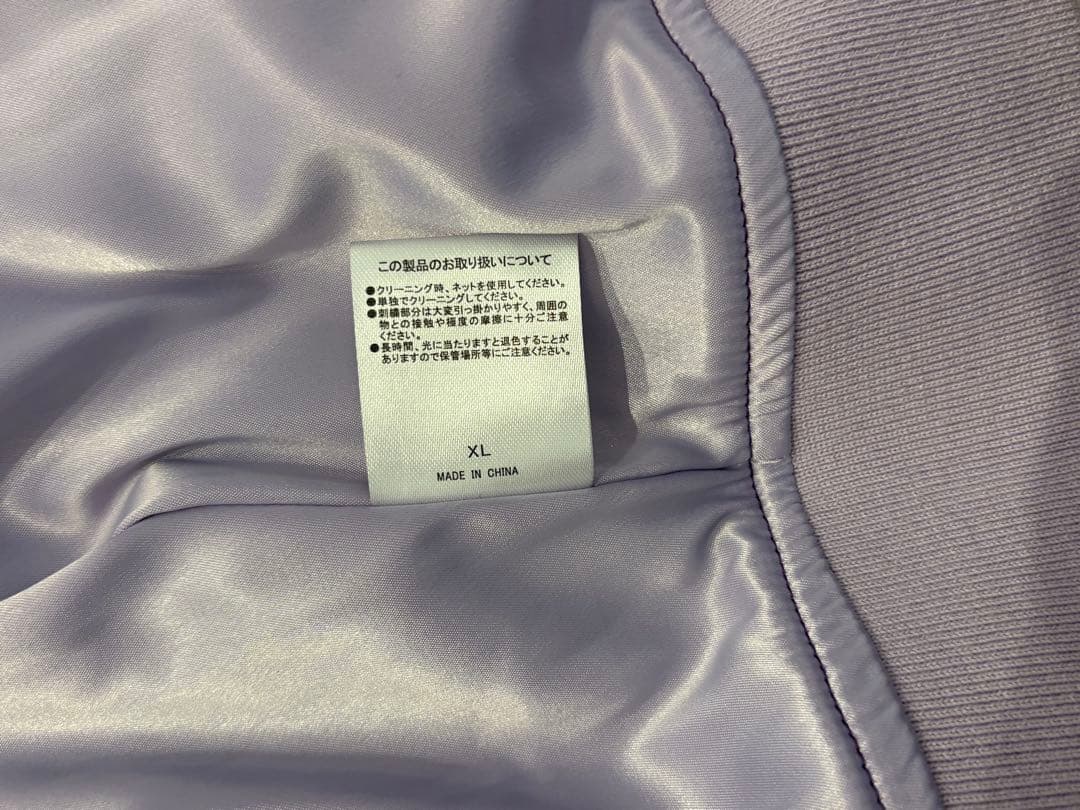 この製品のお取り扱いについて
●クリーニング時、ネットを使用してください。
●単独でクリーニングしてください。
●刺繍部分は大変引っ掛かりやすく、周囲の
物との接触や極度の摩擦に十分ご注意
ください。
●長時間、光に当たりますと退色することが
ありますので保管場所等にご注意ください。
XL
MADE IN CHINA